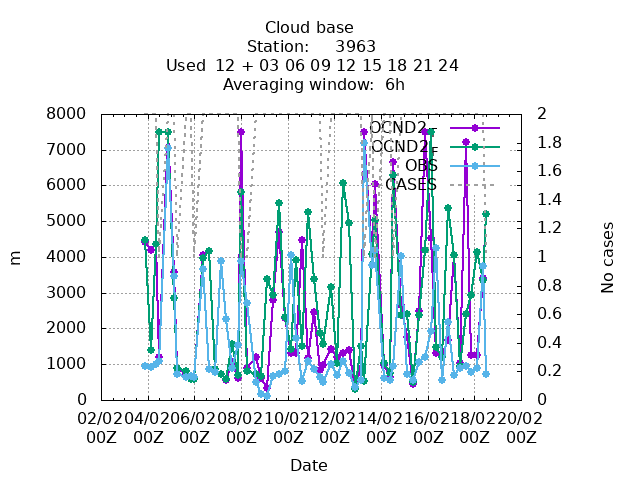 Cloud base
Station:     3963
Used  12 + 03 06 09 12 15 18 21 24
Averaging window:  6h
8000
7000
6000
5000
4000
3000
2000
1000
0
m
2
1.8
1.6
1.4
1.2
1
0.8
0.6
0.4
0.2
0
No cases
OCND2_
OCND2_
OBS
CASES
02/02 04/02 06/02 08/02 10/02 12/02 14/02 16/02 18/02 20/02
00Z 00Z 00Z 00Z 00Z 00Z 00Z 00Z 00Z 00Z
Date